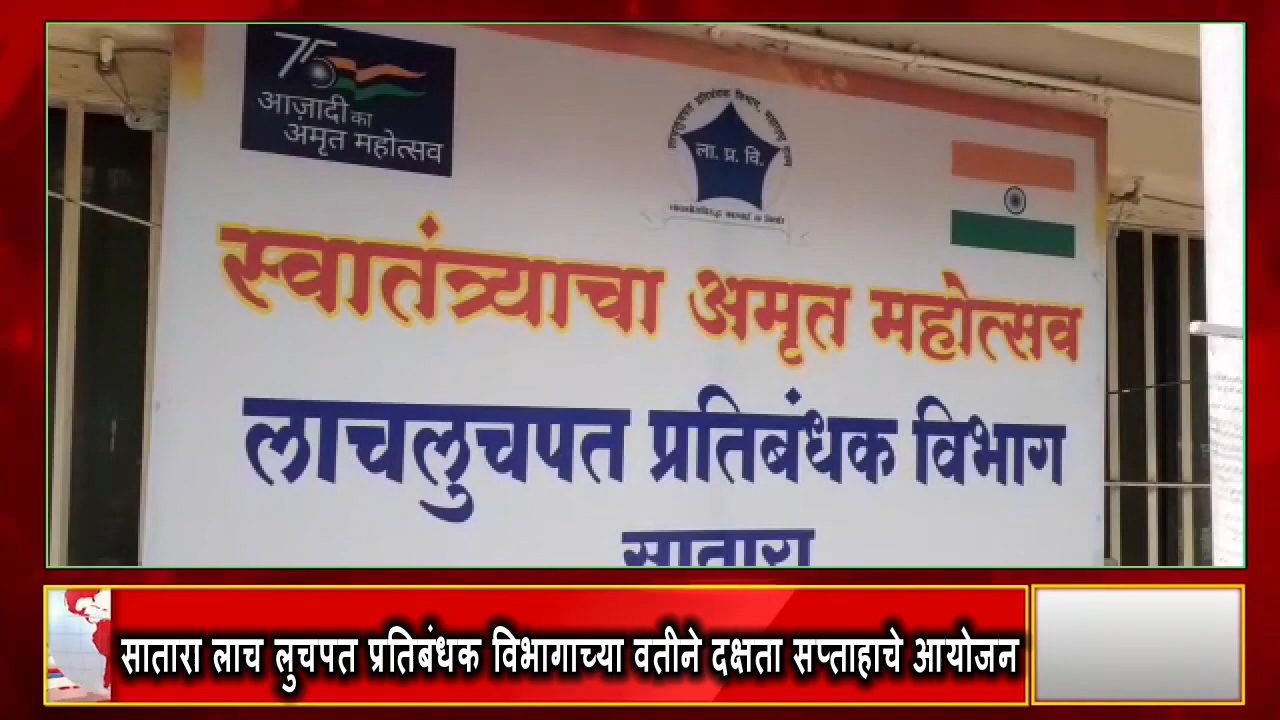 75
आज़ादी का
अमृत महोत्सव
ला. प्र. वि.
स्वातंत्र्याचा अमृत महोत्सव
लाचलुचपत प्रतिबंधक विभाग
सातारा
सातारा लाच लुचपत प्रतिबंधक विभागाच्या वतीने दक्षता सप्ताहाचे आयोजन